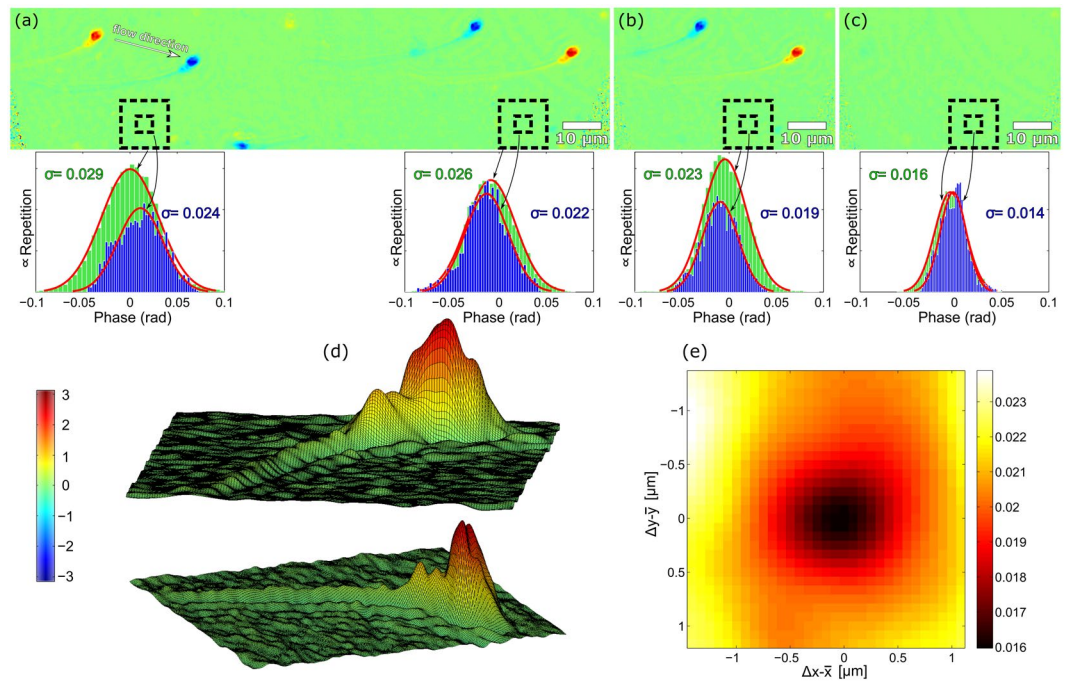 (a)
flow direction
10 µm
10 µm
(b)
10 µm
(c)
10 µm
σ= 0.029
σ= 0.024
∝ Repetition
−0.1 −0.05 0 0.05 0.1
Phase (rad)
σ= 0.026
σ= 0.022
∝ Repetition
−0.1 −0.05 0 0.05 0.1
Phase (rad)
σ= 0.023
σ= 0.019
∝ Repetition
−0.1 −0.05 0 0.05 0.1
Phase (rad)
σ= 0.016
σ= 0.014
∝ Repetition
−0.1 −0.05 0 0.05 0.1
Phase (rad)
(d)
3
2
1
0
−1
−2
−3
(e)
Δy-ȳ [µm]
−1
−0.5
0
0.5
1
−1 −0.5 0 0.5 1
Δx-x̄ [µm]
0.023
0.022
0.021
0.019
0.018
0.017
0.016